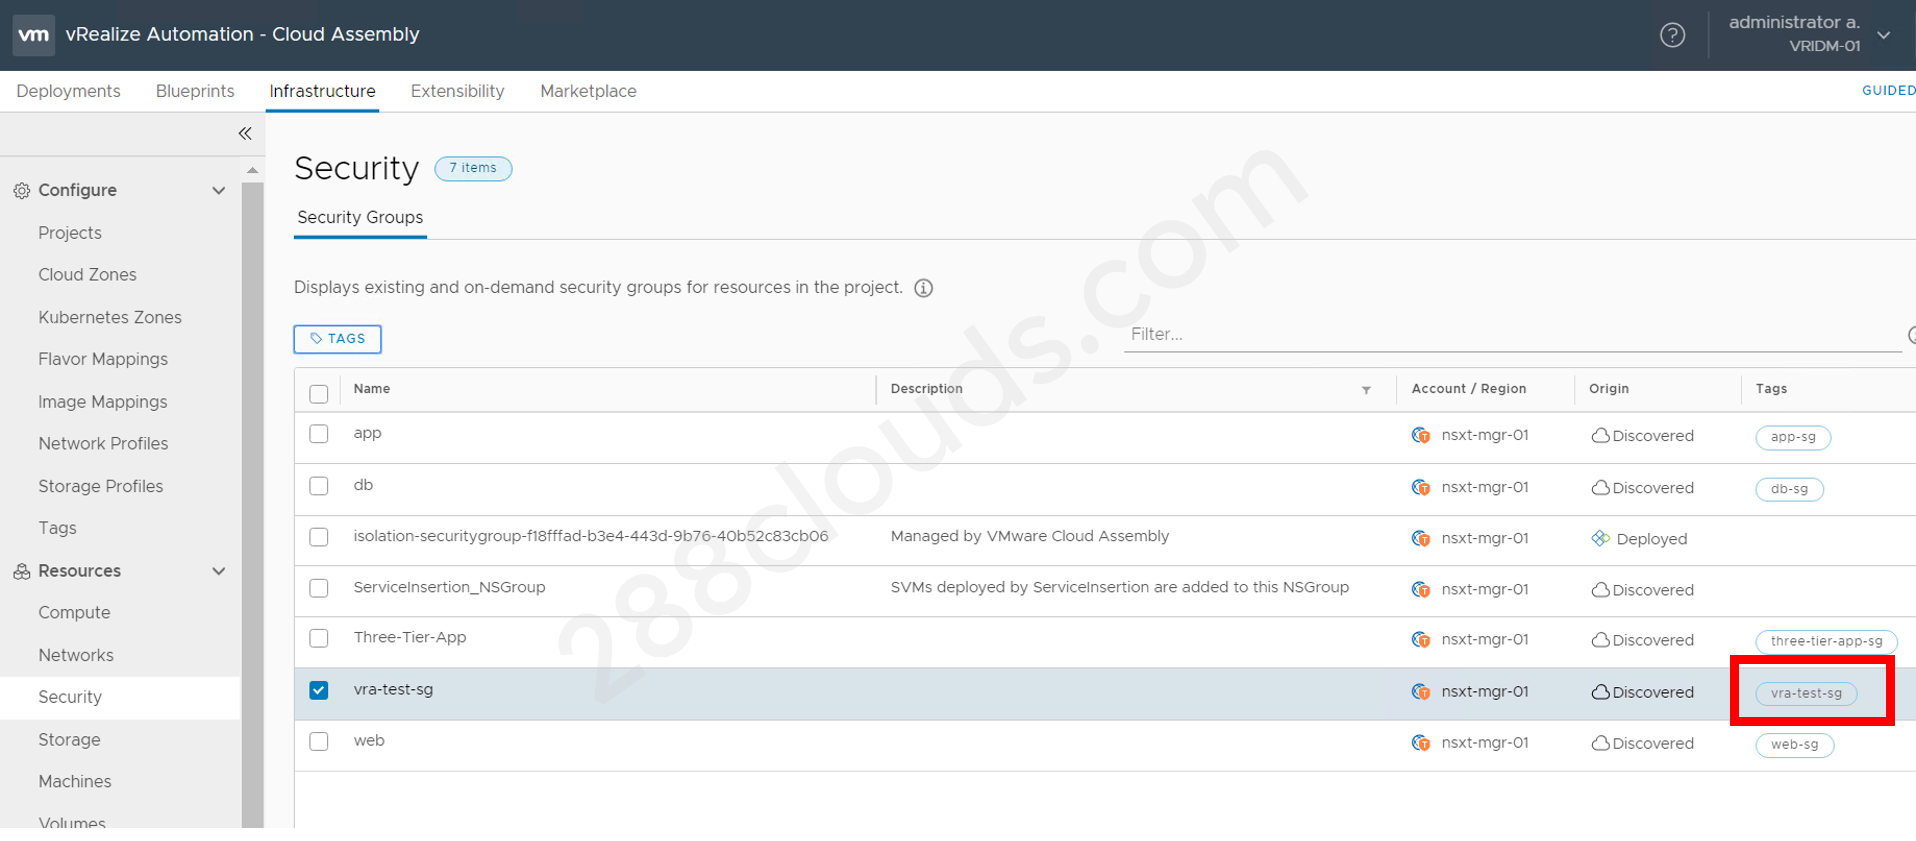 vm vRealize Automation - Cloud Assembly
administrator a.
VRIDM-01
Deployments Blueprints Infrastructure Extensibility Marketplace GUIDED
Configure
Projects
Cloud Zones
Kubernetes Zones
Flavor Mappings
Image Mappings
Network Profiles
Storage Profiles
Tags
Resources
Compute
Networks
Security
Storage
Machines
Volumes
Security 7 items
Security Groups
Displays existing and on-demand security groups for resources in the project.
TAGS
Filter...
Name Description Account / Region Origin Tags
app nsxt-mgr-01 Discovered app-sg
db nsxt-mgr-01 Discovered db-sg
isolation-securitygroup-f18fffad-b3e4-443d-9b76-40b52c83cb06 Managed by VMware Cloud Assembly nsxt-mgr-01 Deployed
ServiceInsertion_NSGroup SVMs deployed by ServiceInsertion are added to this NSGroup nsxt-mgr-01 Discovered
Three-Tier-App nsxt-mgr-01 Discovered three-tier-app-sg
vra-test-sg nsxt-mgr-01 Discovered vra-test-sg
web nsxt-mgr-01 Discovered web-sg
288clouds.com